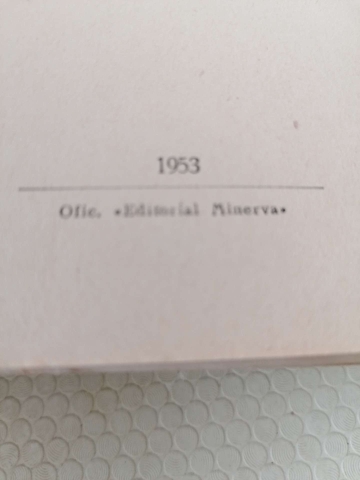 1953
Ofic. «Editorial Minerva»